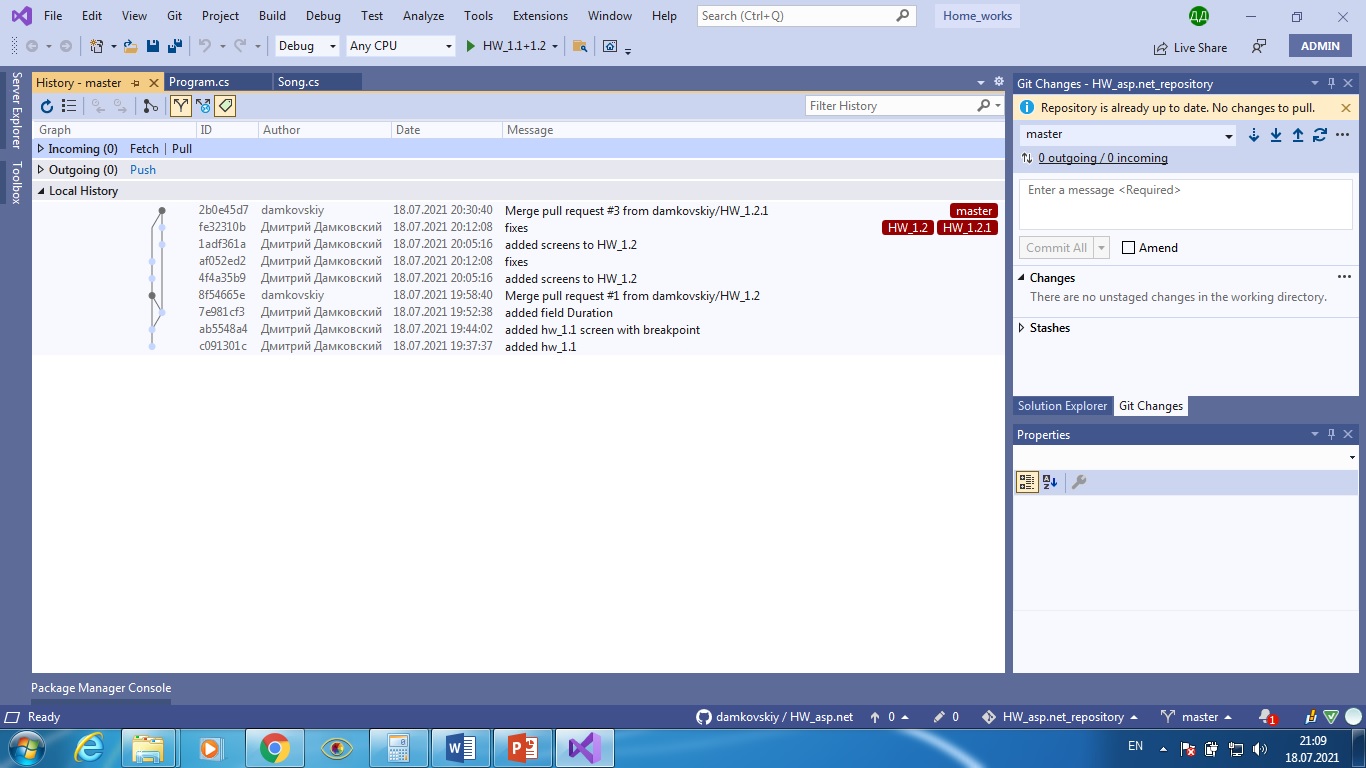 File Edit View Git Project Build Debug Test Analyze Tools Extensions Window Help Search (Ctrl+Q) Home_works ДД
Debug Any CPU HW_1.1+1.2 Live Share ADMIN
Server Explorer
Toolbox
History - master Program.cs Song.cs
Filter History
Graph ID Author Date Message
Incoming (0) Fetch | Pull
Outgoing (0) Push
Local History
2b0e45d7 damkovskiy 18.07.2021 20:30:40 Merge pull request #3 from damkovskiy/HW_1.2.1 master
fe32310b Дмитрий Дамковский 18.07.2021 20:12:08 fixes HW_1.2 HW_1.2.1
1adf361a Дмитрий Дамковский 18.07.2021 20:05:16 added screens to HW_1.2
af052ed2 Дмитрий Дамковский 18.07.2021 20:12:08 fixes
4f4a35b9 Дмитрий Дамковский 18.07.2021 20:05:16 added screens to HW_1.2
8f54665e damkovskiy 18.07.2021 19:58:40 Merge pull request #1 from damkovskiy/HW_1.2
7e981cf3 Дмитрий Дамковский 18.07.2021 19:52:38 added field Duration
ab5548a4 Дмитрий Дамковский 18.07.2021 19:44:02 added hw_1.1 screen with breakpoint
c091301c Дмитрий Дамковский 18.07.2021 19:37:37 added hw_1.1
Git Changes - HW_asp.net_repository
Repository is already up to date. No changes to pull.
master
0 outgoing / 0 incoming
Enter a message <Required>
Commit All Amend
Changes
There are no unstaged changes in the working directory.
Stashes
Solution Explorer Git Changes
Properties
Package Manager Console
Ready damkovskiy / HW_asp.net 0 0 HW_asp.net_repository master 1
EN 21:09
18.07.2021